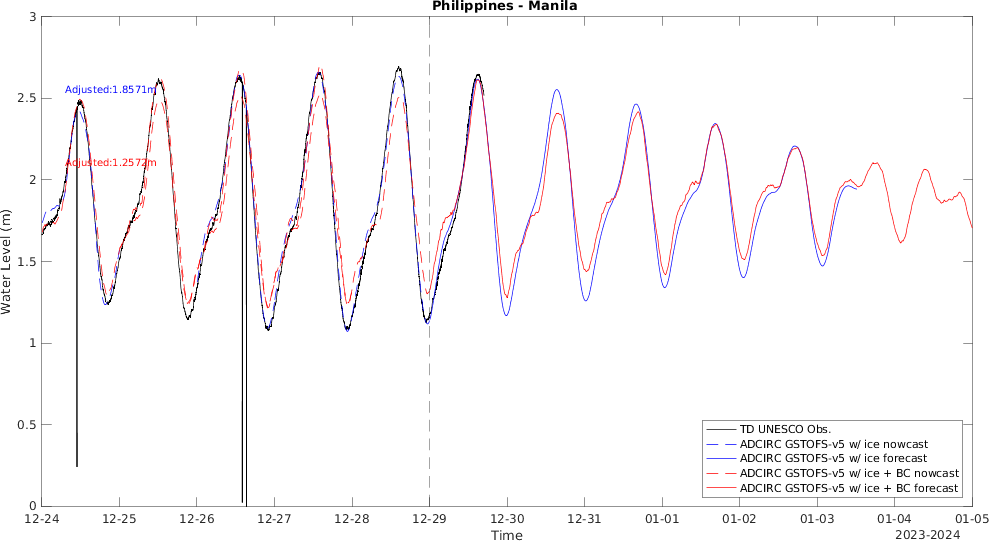 Philippines - Manila
3
2.5
2
1.5
1
0.5
0
Water Level (m)
Adjusted:1.8571m
Adjusted:1.2572m
TD UNESCO Obs.
ADCIRC GSTOFS-v5 w/ ice nowcast
ADCIRC GSTOFS-v5 w/ ice forecast
ADCIRC GSTOFS-v5 w/ ice + BC nowcast
ADCIRC GSTOFS-v5 w/ ice + BC forecast
12-24 12-25 12-26 12-27 12-28 12-29 12-30 12-31 01-01 01-02 01-03 01-04 01-05
Time
2023-2024